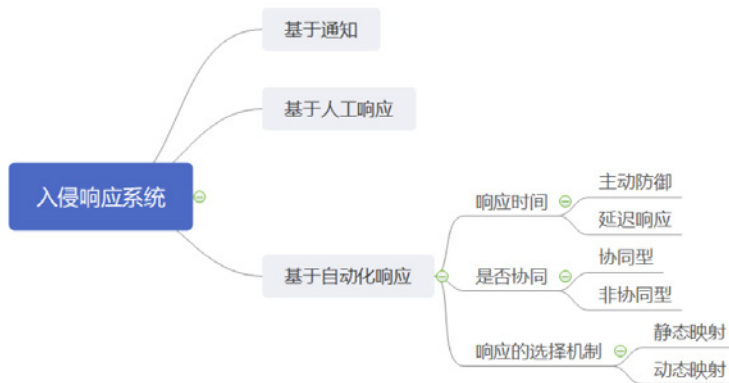 基于通知
基于人工响应
入侵响应系统
基于自动化响应
响应时间
主动防御
延迟响应
是否协同
协同型
非协同型
响应的选择机制
静态映射
动态映射